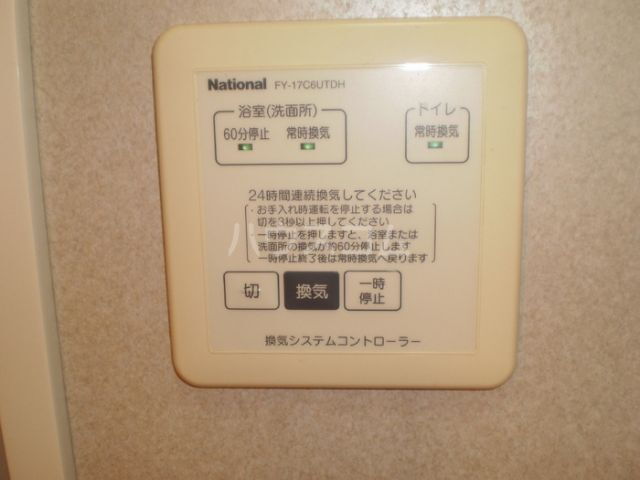 National FY-17C6UTDH
浴室(洗面所)
トイレ
60分停止 常時換気
常時換気
24時間連続換気してください
・お手入れ時運転を停止する場合は
切を3秒以上押してください
・一時停止を押しますと、浴室または
洗面所の換気が約60分停止します
一時停止終了後は常時換気へ戻ります
切
換気
一時
停止
換気システムコントローラー